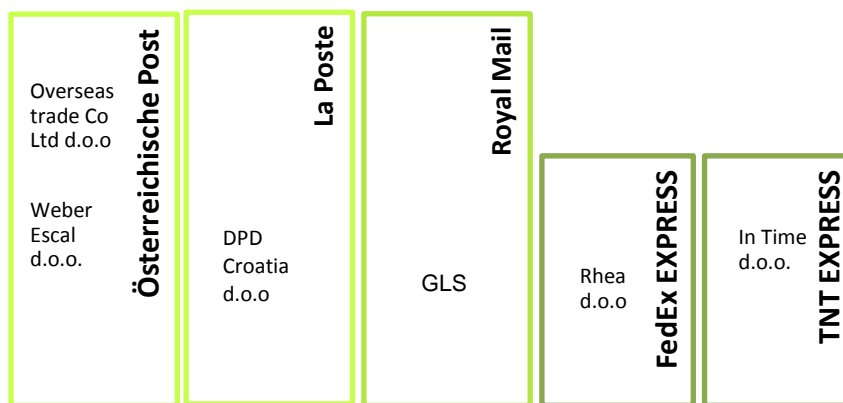 Overseas
trade Co
Ltd d.o.o
Weber
Escal
d.o.o.
Österreichische Post
DPD
Croatia
d.o.o
La Poste
GLS
Royal Mail
Rhea
d.o.o
FedEx EXPRESS
In Time
d.o.o.
TNT EXPRESS